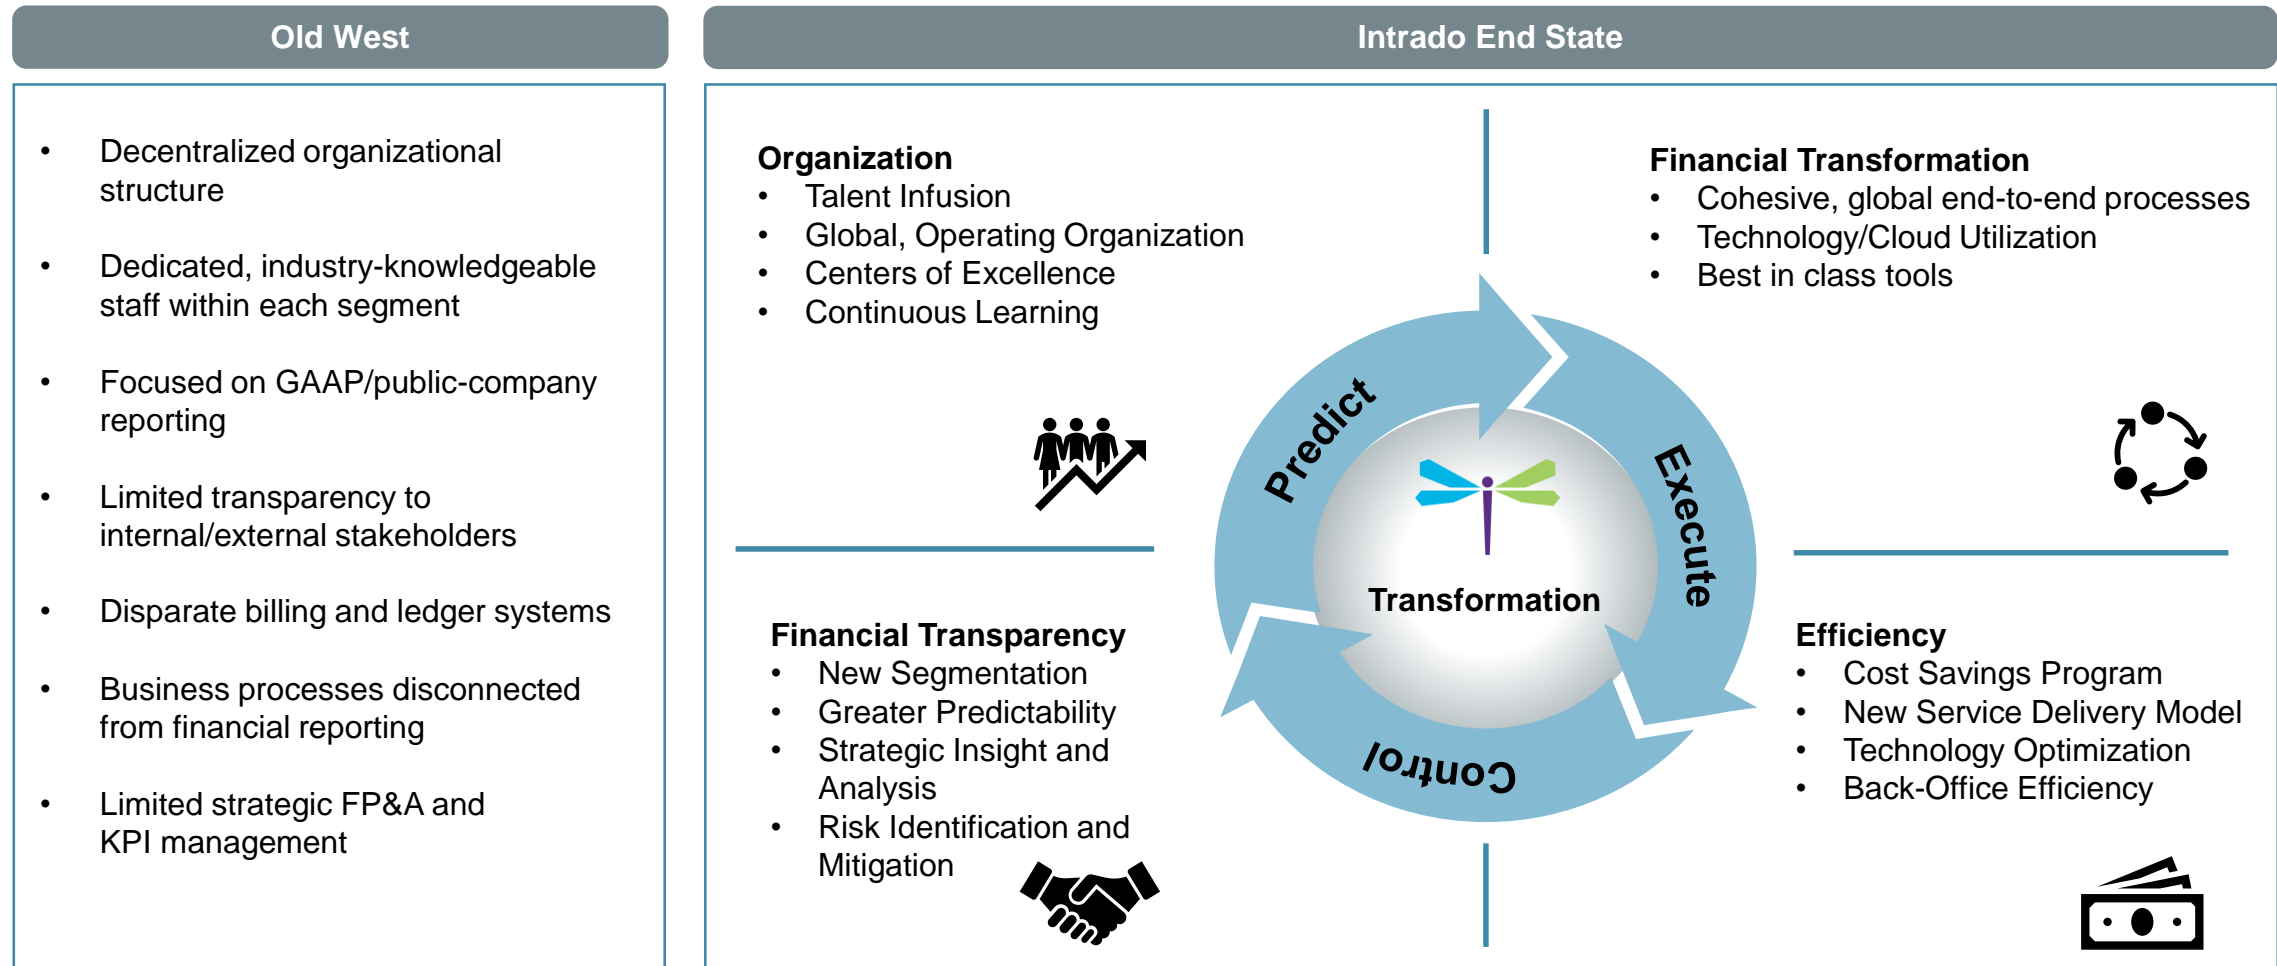 Old West
• Decentralized organizational
structure
• Dedicated, industry-knowledgeable
staff within each segment
• Focused on GAAP/public-company
reporting
• Limited transparency to
internal/external stakeholders
• Disparate billing and ledger systems
• Business processes disconnected
from financial reporting
• Limited strategic FP&A and
KPI management
Intrado End State
Organization
• Talent Infusion
• Global, Operating Organization
• Centers of Excellence
• Continuous Learning
Financial Transformation
• Cohesive, global end-to-end processes
• Technology/Cloud Utilization
• Best in class tools
Predict
Execute
Control
Transformation
Financial Transparency
• New Segmentation
• Greater Predictability
• Strategic Insight and
Analysis
• Risk Identification and
Mitigation
Efficiency
• Cost Savings Program
• New Service Delivery Model
• Technology Optimization
• Back-Office Efficiency